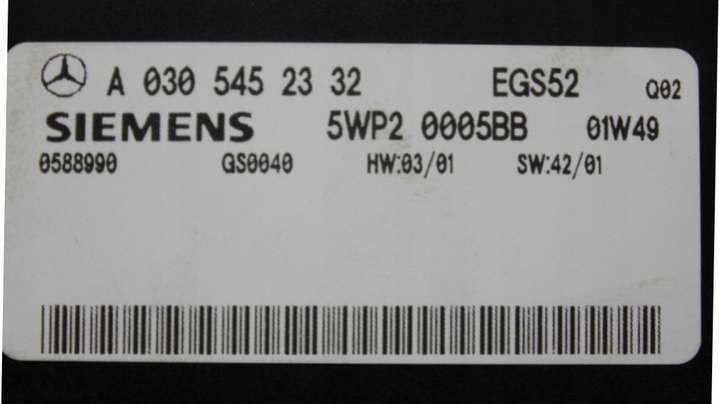 A 030 545 23 32 EGS52 Q02
SIEMENS 5WP2 0005BB 01W49
0588990 GS0040 HW:03/01 SW:42/01